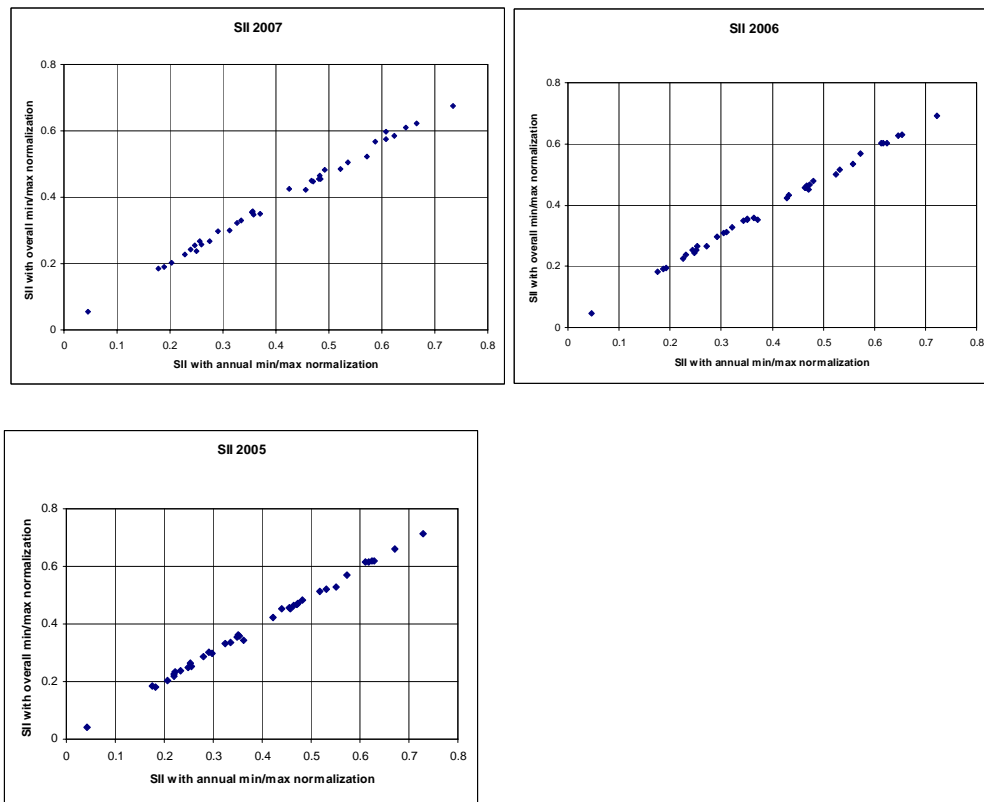 SII 2007
SII with overall min/max normalization
0.8
0.6
0.4
0.2
0
0 0.1 0.2 0.3 0.4 0.5 0.6 0.7 0.8
SII with annual min/max normalization
SII 2006
SII with overall min/max normalization
0.8
0.6
0.4
0.2
0
0 0.1 0.2 0.3 0.4 0.5 0.6 0.7 0.8
SII with annual min/max normalization
SII 2005
SII with overall min/max normalization
0.8
0.6
0.4
0.2
0
0 0.1 0.2 0.3 0.4 0.5 0.6 0.7 0.8
SII with annual min/max normalization